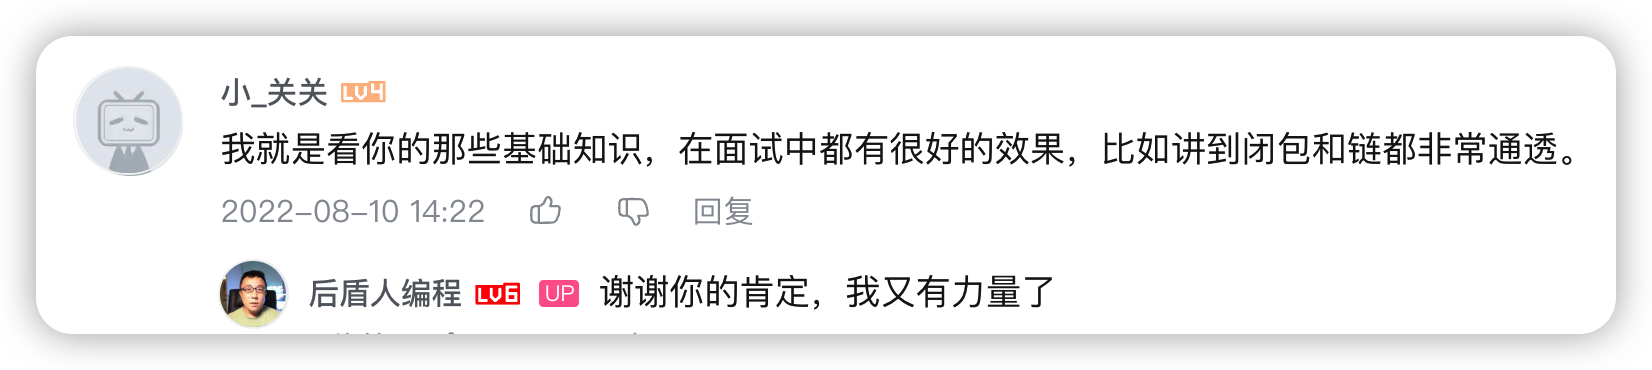 小_关关 LV4
我就是看你的那些基础知识，在面试中都有很好的效果，比如讲到闭包和链都非常通透。
2022-08-10 14:22 回复
后盾人编程 LV6 UP 谢谢你的肯定，我又有力量了